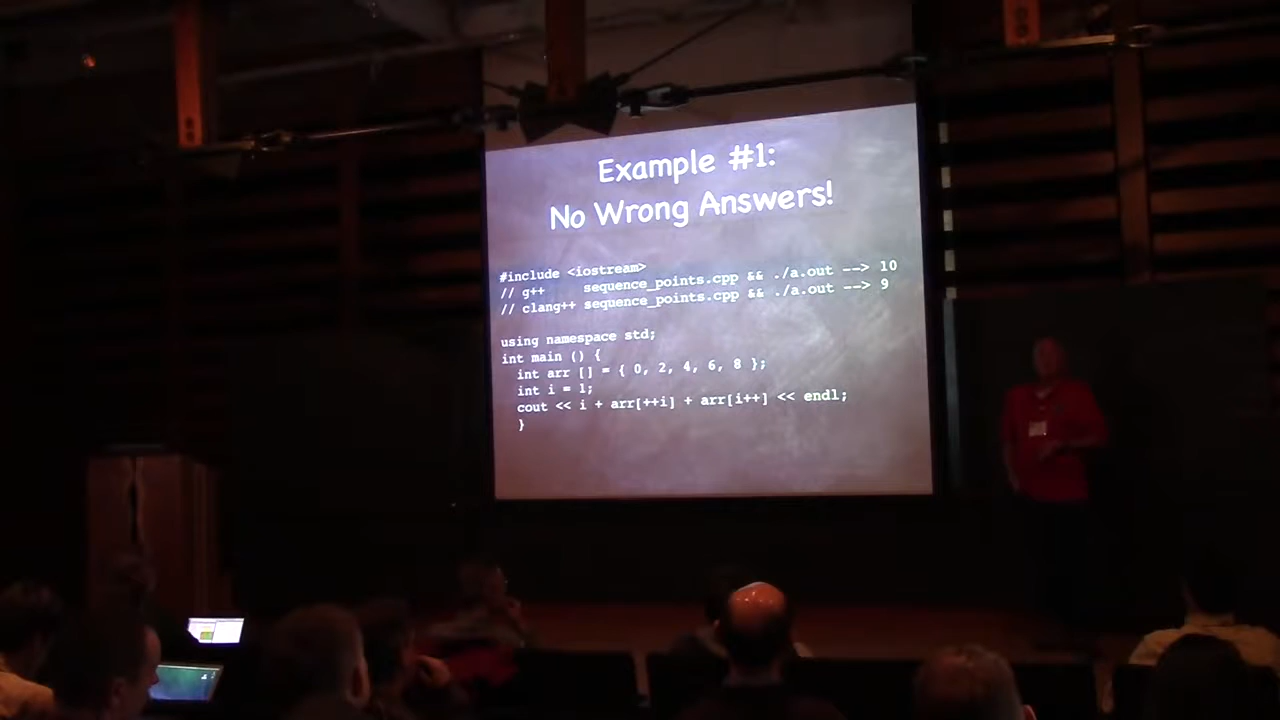 Example #1:
No Wrong Answers!
#include <iostream>
// g++     sequence_points.cpp && ./a.out --> 10
// clang++ sequence_points.cpp && ./a.out --> 9
using namespace std;
int main () {
  int arr [] = { 0, 2, 4, 6, 8 };
  int i = 1;
  cout << i + arr[++i] + arr[i++] << endl;
  }